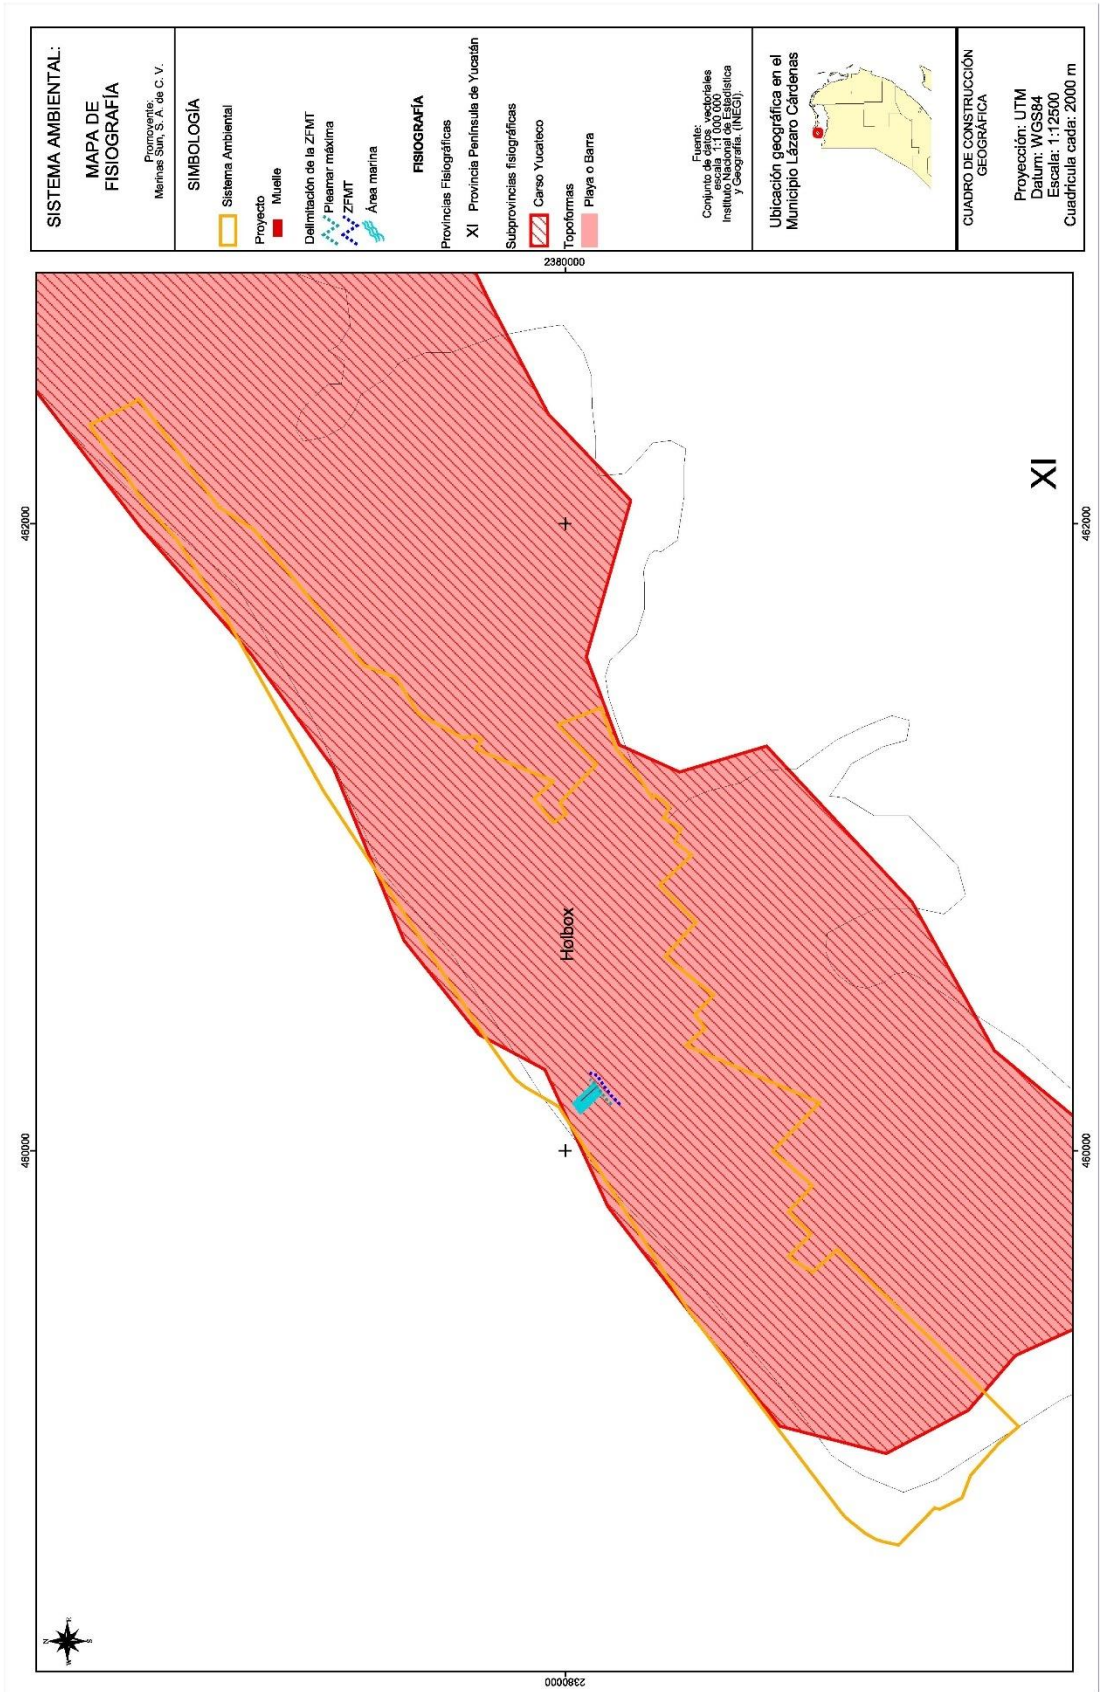 SISTEMA AMBIENTAL:
MAPA DE
FISIOGRAFÍA
Promovente:
Marinas Sun, S. A. de C. V.
SIMBOLOGÍA
Sistema Ambiental
Proyecto
Muelle
Delimitación de la ZFMT
Pleamar máxima
ZFMT
Área marina
FISIOGRAFÍA
Provincias Fisiográficas
XI Provincia Península de Yucatán
Subprovincias fisiográficas
Carso Yucateco
Topoformas
Playa o Barra
Fuente:
Conjunto de datos vectoriales
escala 1:1 000 000
Instituto Nacional de Estadística
y Geografía. (INEGI).
Ubicación geográfica en el
Municipio Lázaro Cárdenas
CUADRO DE CONSTRUCCIÓN
GEOGRÁFICA
Proyección: UTM
Datum: WGS84
Escala: 1:12500
Cuadrícula cada: 2000 m
N
W
E
S
460000
462000
2380000
2380000
Holbox
XI
460000
462000